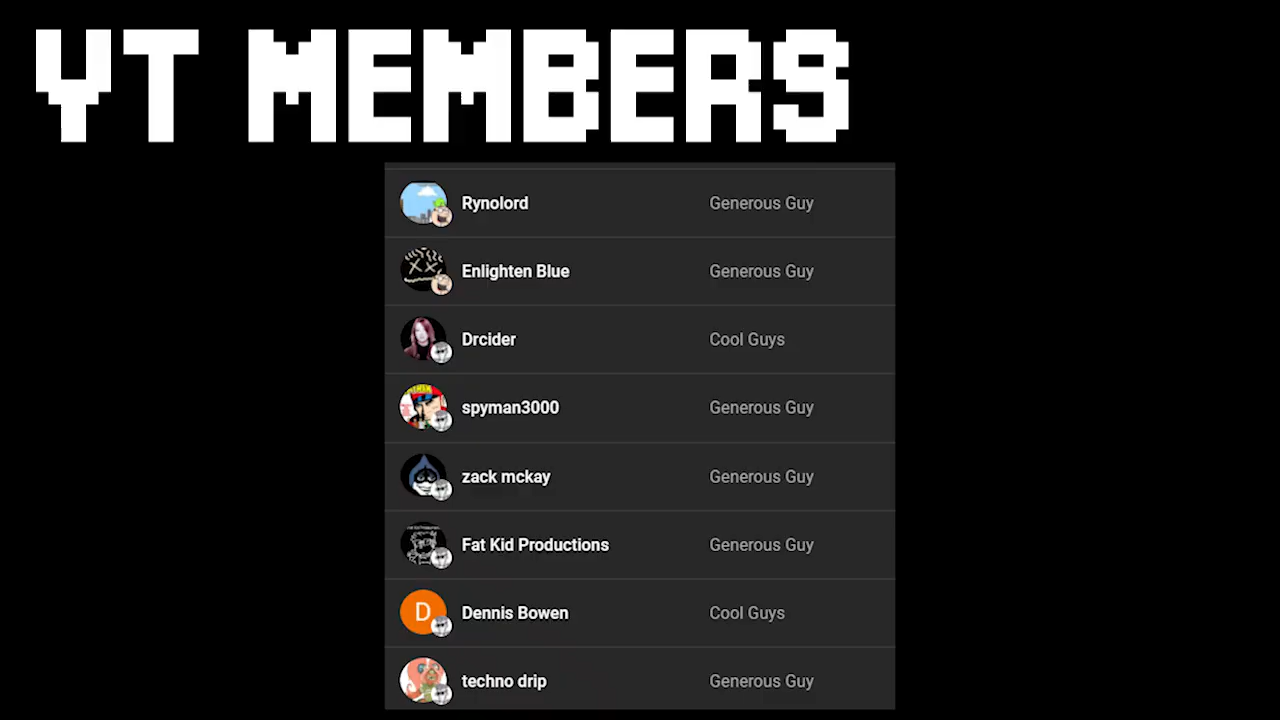 YT MEMBERS
Rynolord Generous Guy
Enlighten Blue Generous Guy
Drcider Cool Guys
spyman3000 Generous Guy
zack mckay Generous Guy
Fat Kid Productions Generous Guy
D Dennis Bowen Cool Guys
techno drip Generous Guy